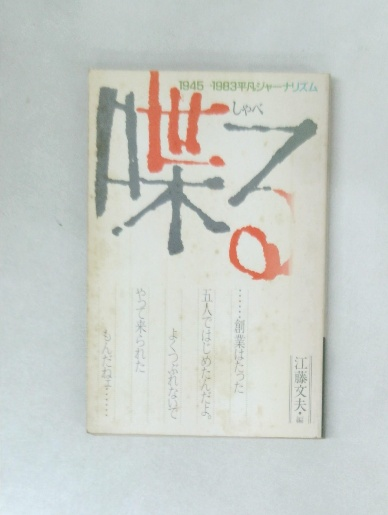 1945-1983平凡ジャーナリズム
しゃべ
喋る。
……創業はたった
五人ではじめたんだよ。
よくつぶれないで
やって来られた
もんだねェ……
江藤文夫・編